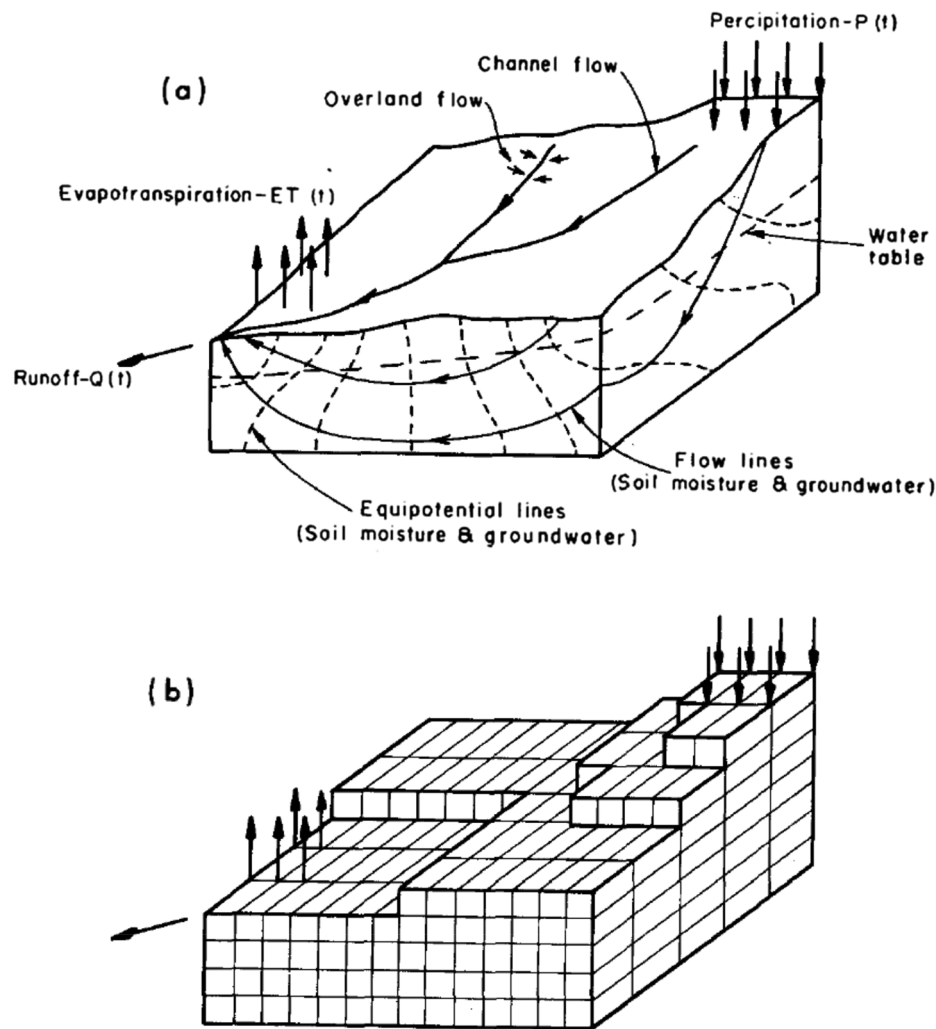 Percipitation-P(t)
(a)
Channel flow
Overland flow
Evapotranspiration-ET(t)
Water
table
Runoff-Q(t)
Flow lines
(Soil moisture & groundwater)
Equipotential lines
(Soil moisture & groundwater)
(b)